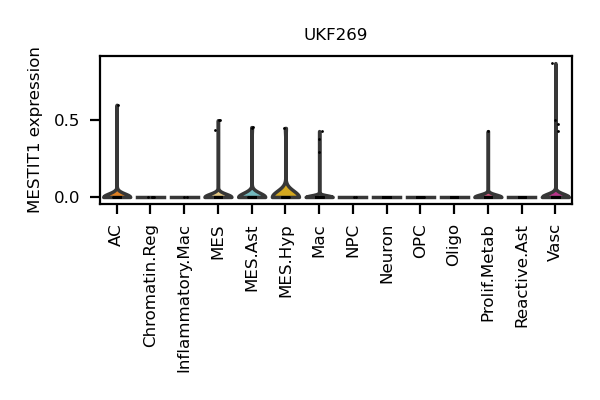 UKF269
MESTIT1 expression
0.5
0.0
AC
Chromatin.Reg
Inflammatory.Mac
MES
MES.Ast
MES.Hyp
Mac
NPC
Neuron
OPC
Oligo
Prolif.Metab
Reactive.Ast
Vasc